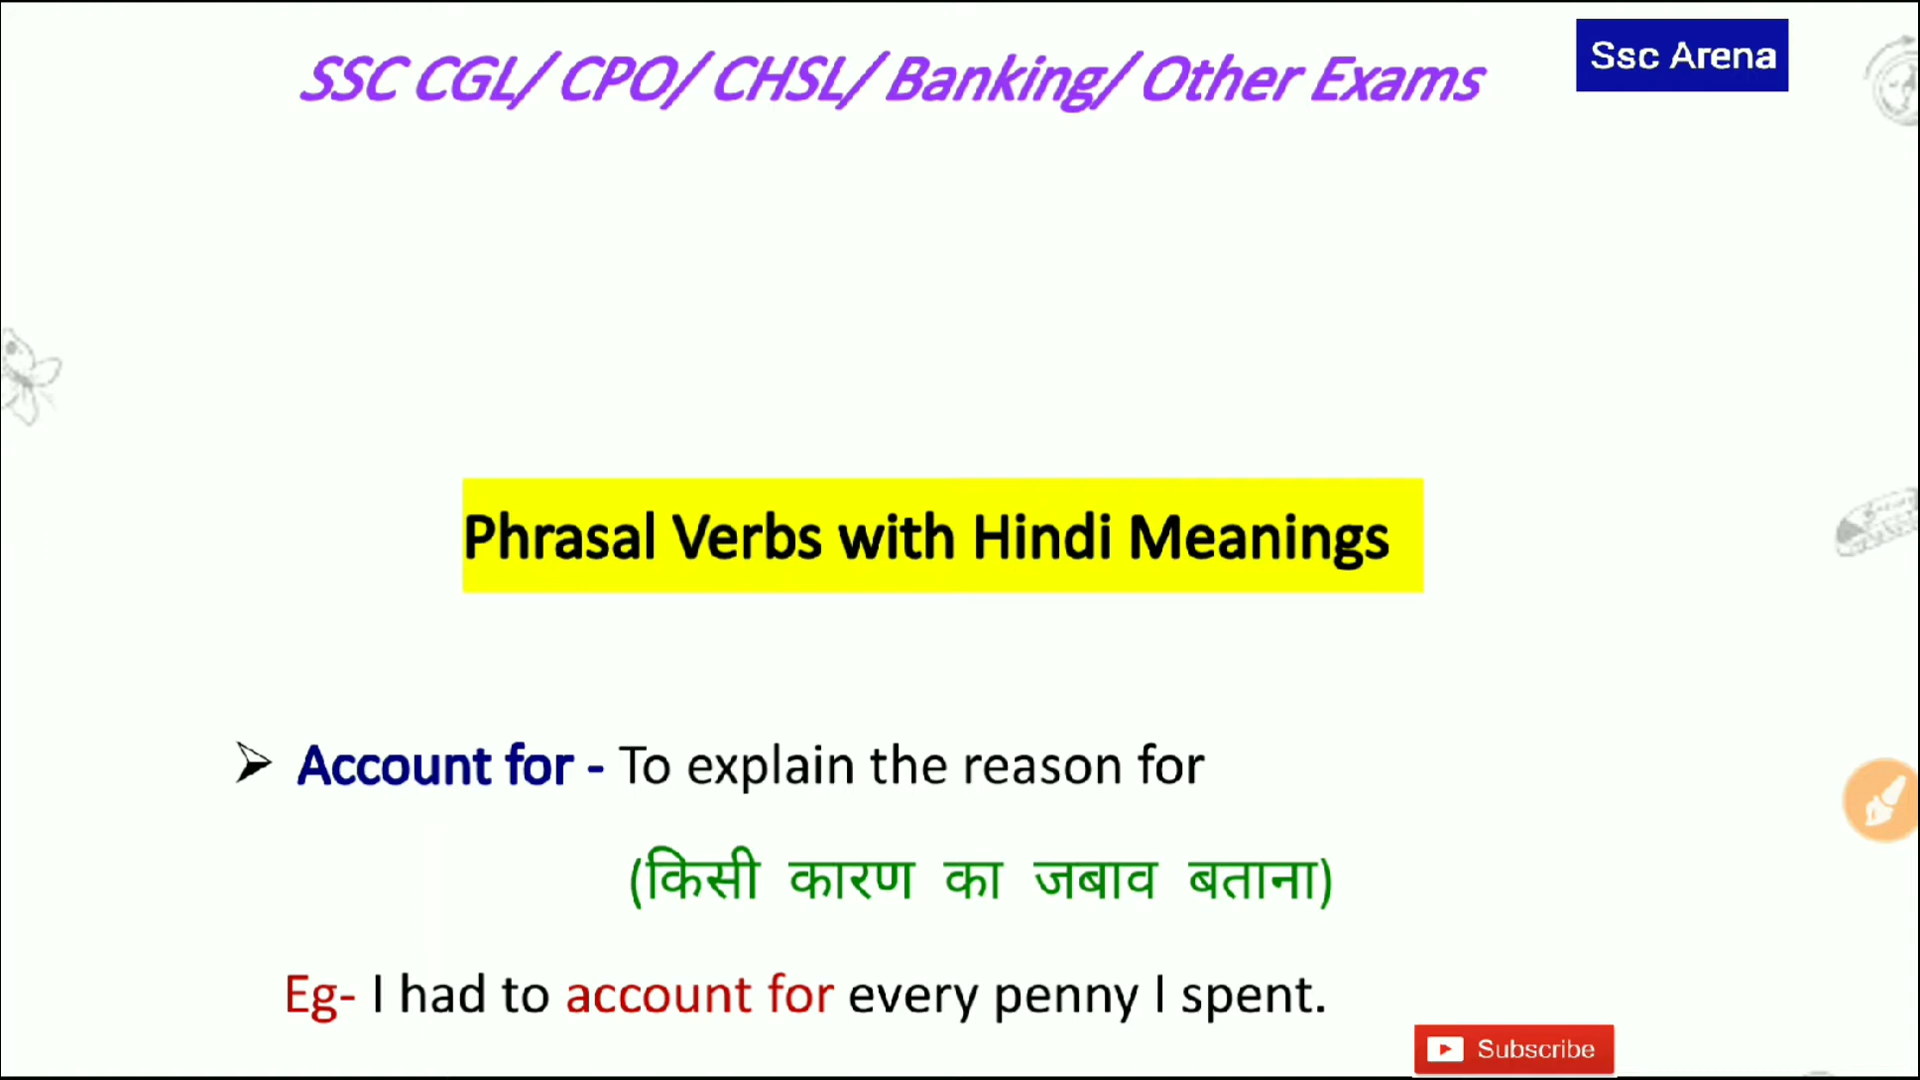 SSC CGL/ CPO/ CHSL/ Banking/ Other Exams
Ssc Arena
Phrasal Verbs with Hindi Meanings
➢ Account for - To explain the reason for
(किसी कारण का जबाव बताना)
Eg- I had to account for every penny I spent.
Subscribe